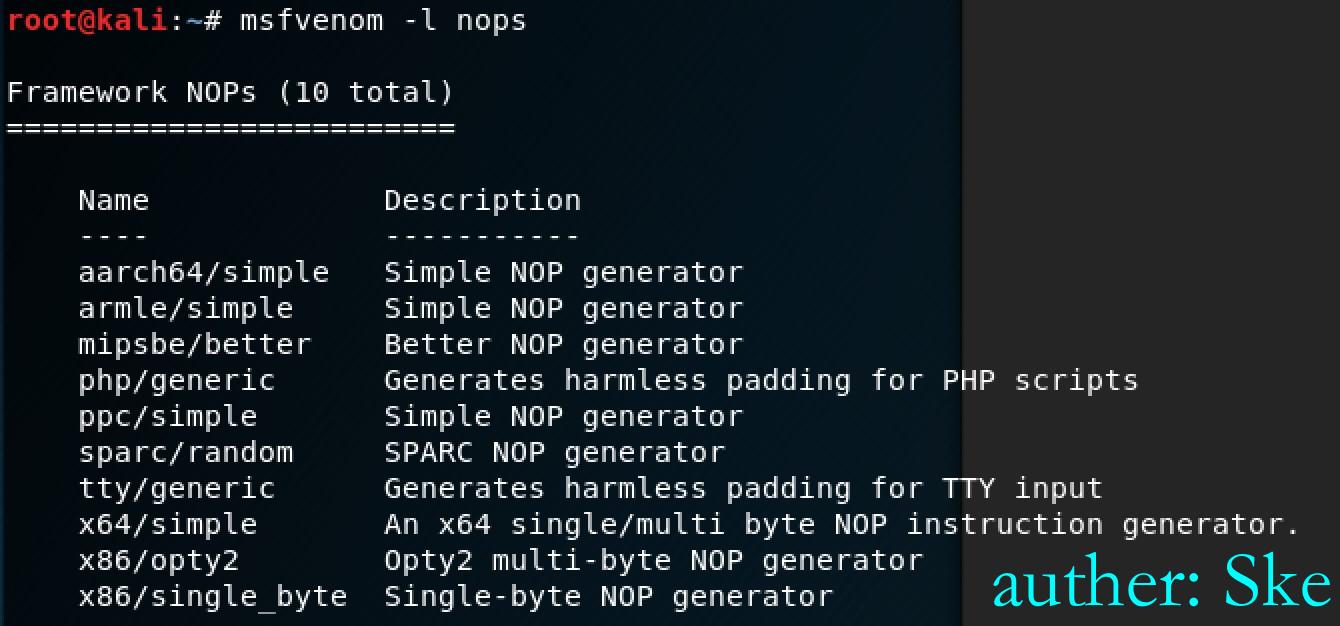 root@kali:~# msfvenom -l nops
Framework NOPs (10 total)
=========================
Name Description
---- -----------
aarch64/simple Simple NOP generator
armle/simple Simple NOP generator
mipsbe/better Better NOP generator
php/generic Generates harmless padding for PHP scripts
ppc/simple Simple NOP generator
sparc/random SPARC NOP generator
tty/generic Generates harmless padding for TTY input
x64/simple An x64 single/multi byte NOP instruction generator.
x86/opty2 Opty2 multi-byte NOP generator
x86/single_byte Single-byte NOP generator
auther: Ske